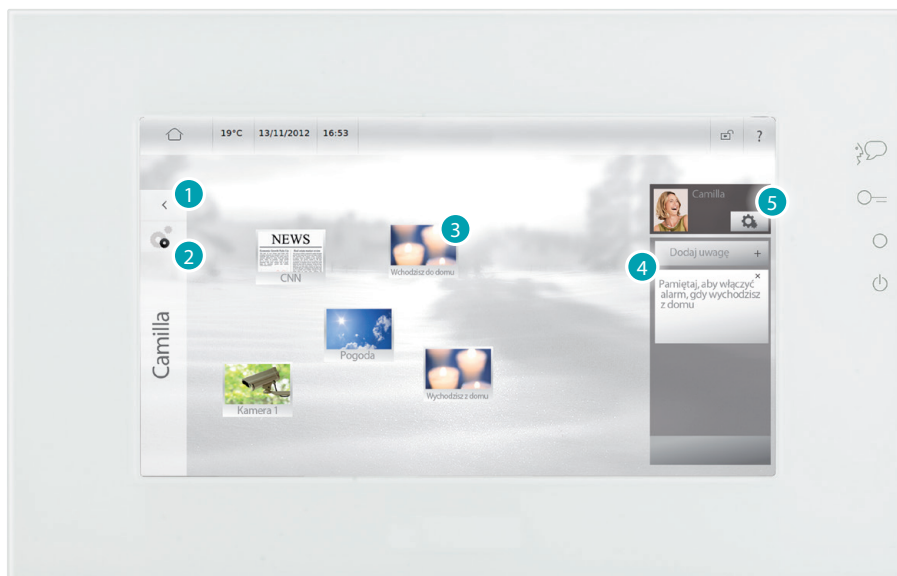 19°C 13/11/2012 16:53 ?
1
<
2
Camilla
NEWS
CNN
3
Wchodzisz do domu
Pogoda
Kamera 1
Wychodzisz z domu
Camilla
5
4
Dodaj uwagę +
×
Pamiętaj, aby włączyć
alarm, gdy wychodzisz
z domu